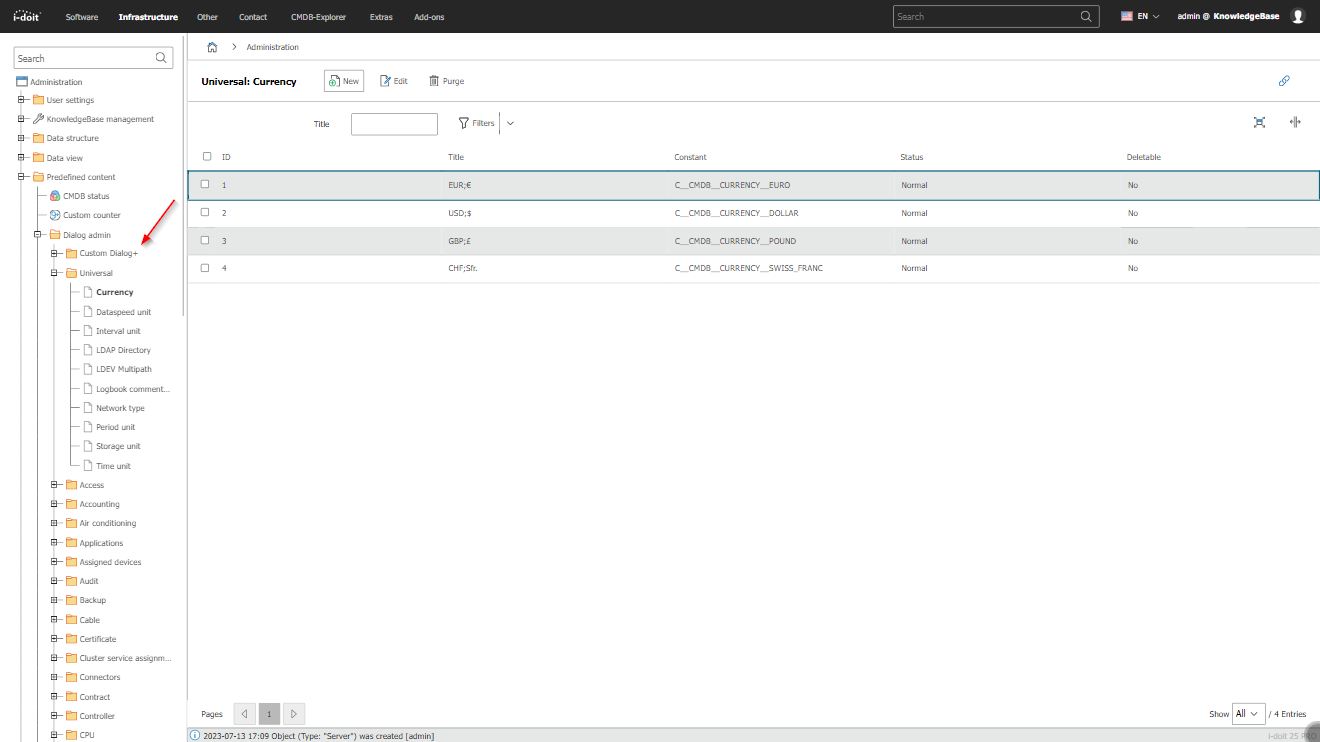 i-doit Software Infrastructure Other Contact CMDB-Explorer Extras Add-ons Search EN admin @ KnowledgeBase
Search
Administration
User settings
KnowledgeBase management
Data structure
Data view
Predefined content
CMDB status
Custom counter
Dialog admin
Custom Dialog+
Universal
Currency
Dataspeed unit
Interval unit
LDAP Directory
LDEV Multipath
Logbook comment...
Network type
Period unit
Storage unit
Time unit
Access
Accounting
Air conditioning
Applications
Assigned devices
Audit
Backup
Cable
Certificate
Cluster service assignm...
Connectors
Contract
Controller
CPU
Administration
Universal: Currency New Edit Purge
Title Filters
ID Title Constant Status Deletable
1 EUR;€ C__CMDB__CURRENCY__EURO Normal No
2 USD;$ C__CMDB__CURRENCY__DOLLAR Normal No
3 GBP;£ C__CMDB__CURRENCY__POUND Normal No
4 CHF;Sfr. C__CMDB__CURRENCY__SWISS_FRANC Normal No
Pages 1 Show All / 4 Entries
2023-07-13 17:09 Object (Type: "Server") was created [admin] i-doit 25 PRO